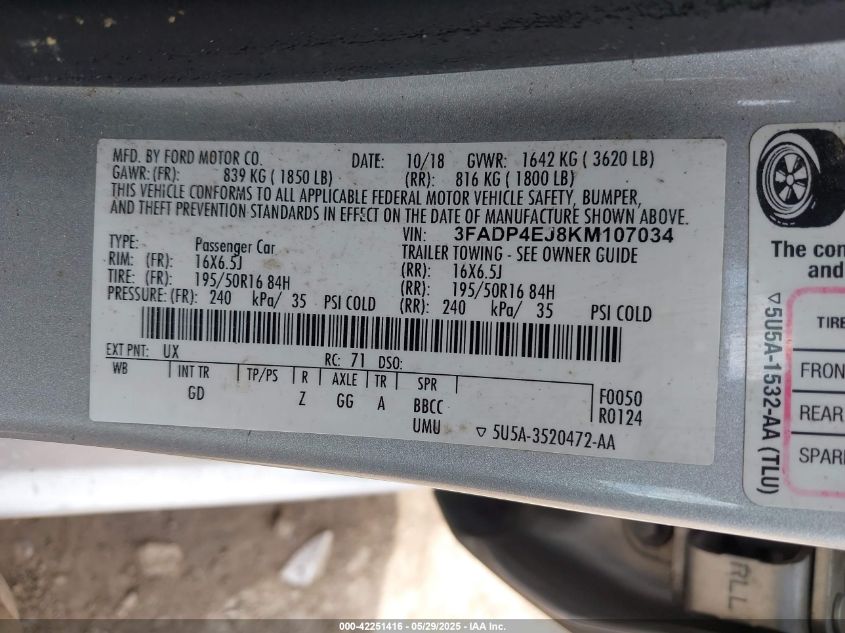 MFD. BY FORD MOTOR CO. DATE: 10/18 GVWR: 1642 KG ( 3620 LB)
GAWR: (FR): 839 KG ( 1850 LB) (RR): 816 KG ( 1800 LB)
THIS VEHICLE CONFORMS TO ALL APPLICABLE FEDERAL MOTOR VEHICLE SAFETY, BUMPER,
AND THEFT PREVENTION STANDARDS IN EFFECT ON THE DATE OF MANUFACTURE SHOWN ABOVE.
VIN: 3FADP4EJ8KM107034
TYPE: Passenger Car TRAILER TOWING - SEE OWNER GUIDE
RIM: (FR) 16X6.5J (RR): 16X6.5J
TIRE: (FR) 195/50R16 84H (RR): 195/50R16 84H
PRESSURE: (FR): 240 kPa/ 35 PSI COLD (RR): 240 kPa/ 35 PSI COLD
EXT PNT: UX RC: 71 DSO:
WB INT TR TP/PS R AXLE TR SPR
GD Z GG A BBCC
UMU
F0050
R0124
▽ 5U5A-3520472-AA
The con
and
TIRE
FRON
REAR
SPAR
▽5U5A-1532-AA (TLU)
RLL
000-42251416 - 05/29/2025 - IAA Inc.